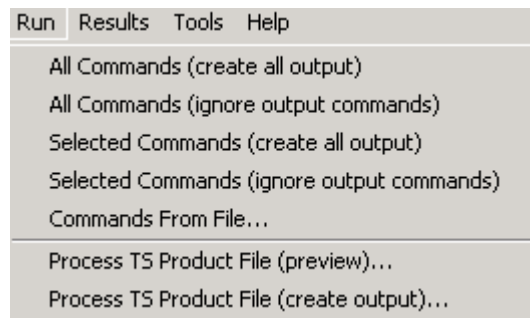 Run Results Tools Help
All Commands (create all output)
All Commands (ignore output commands)
Selected Commands (create all output)
Selected Commands (ignore output commands)
Commands From File...
Process TS Product File (preview)...
Process TS Product File (create output)...